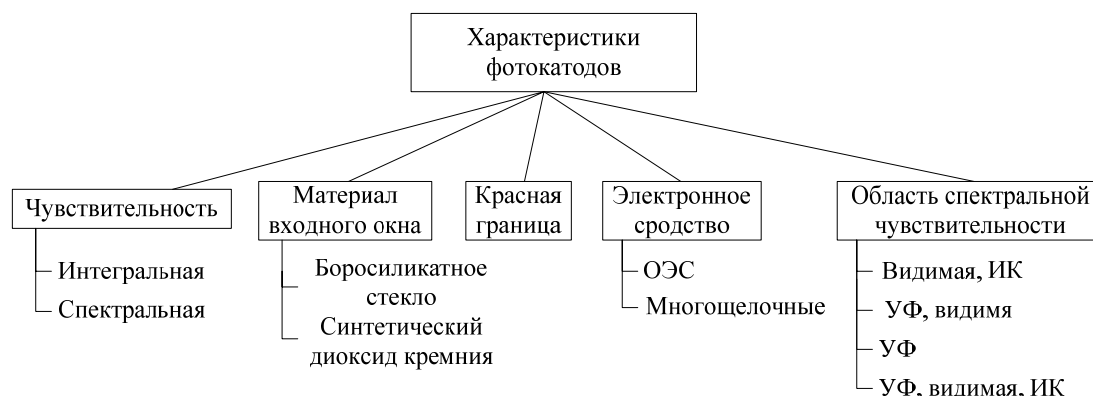 Характеристики
фотокатодов
Чувствительность
Интегральная
Спектральная
Материал
входного окна
Боросиликатное
стекло
Синтетический
диоксид кремния
Красная
граница
Электронное
сродство
ОЭС
Многощелочные
Область спектральной
чувствительности
Видимая, ИК
УФ, видимя
УФ
УФ, видимая, ИК